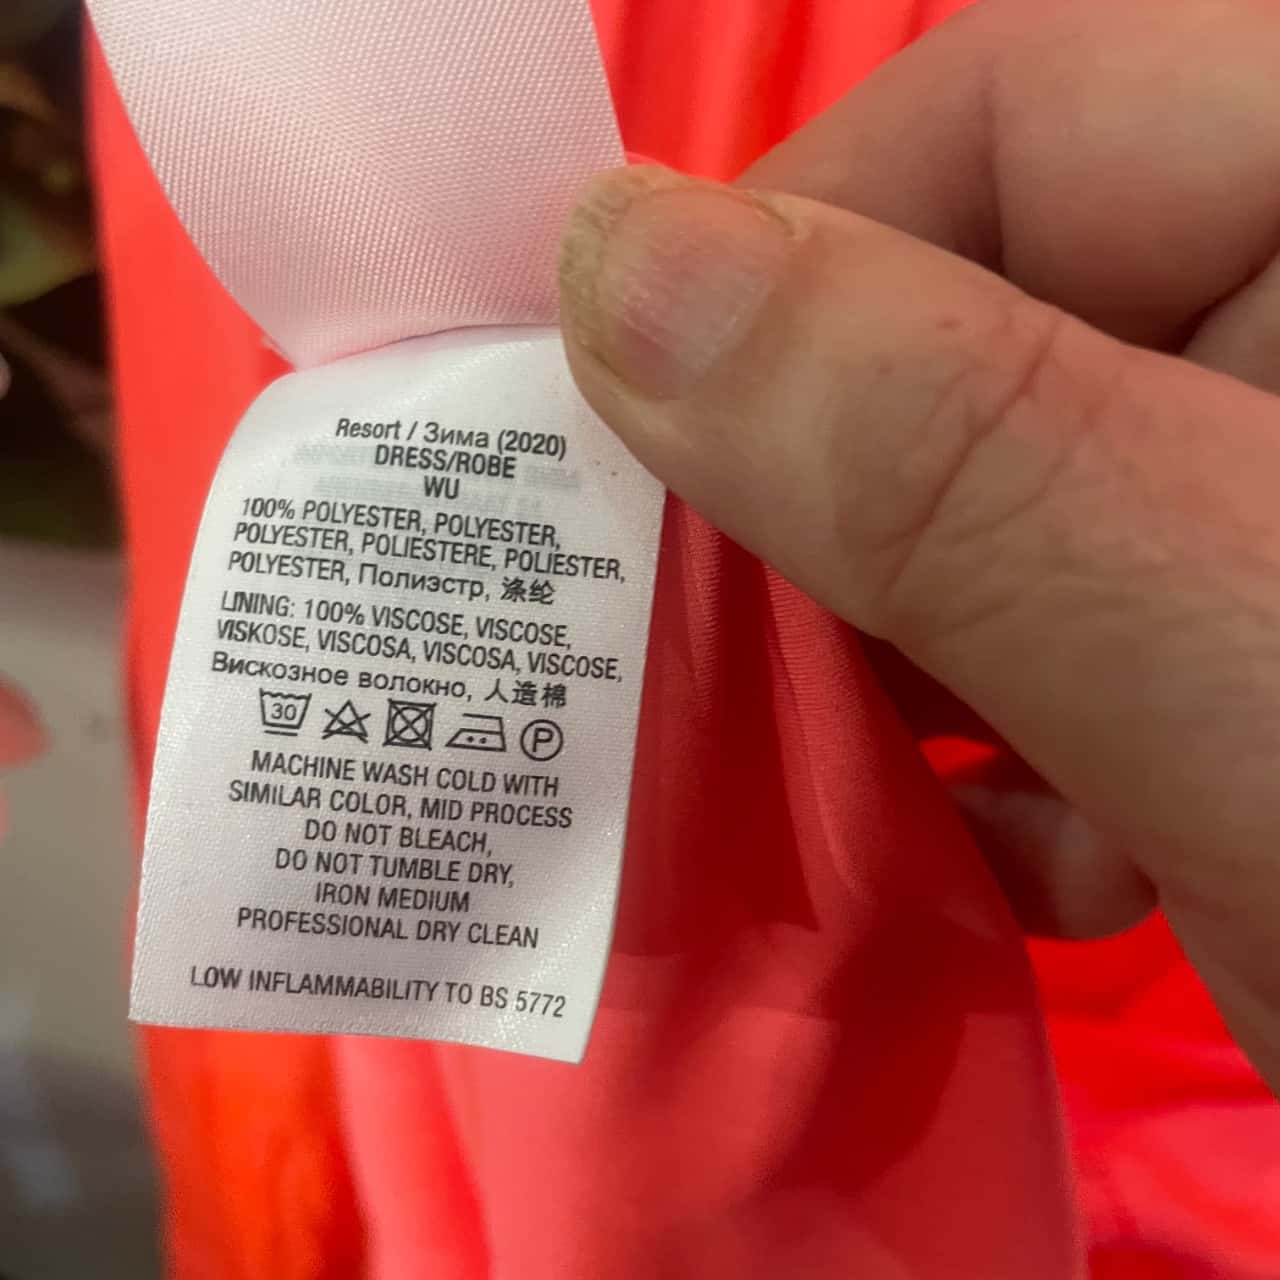 Resort / Зима (2020)
DRESS/ROBE
WU
100% POLYESTER, POLYESTER,
POLYESTER, POLIESTERE, POLIESTER,
POLYESTER, Полиэстр, 涤纶
LINING: 100% VISCOSE, VISCOSE,
VISKOSE, VISCOSA, VISCOSA, VISCOSE,
Вискозное волокно, 人造棉
30 P
MACHINE WASH COLD WITH
SIMILAR COLOR, MID PROCESS
DO NOT BLEACH,
DO NOT TUMBLE DRY,
IRON MEDIUM
PROFESSIONAL DRY CLEAN
LOW INFLAMMABILITY TO BS 5772